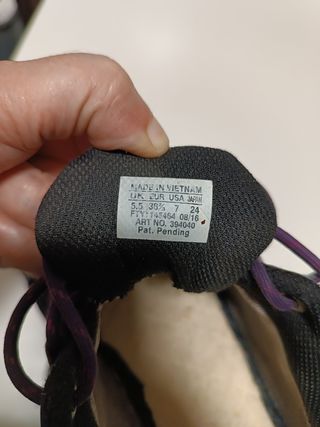 MADE IN VIETNAM
UK EUR USA JAPAN
5.5 38⅔ 7 24
FTY: 145464 08/16
ART NO. 394040
Pat. Pending